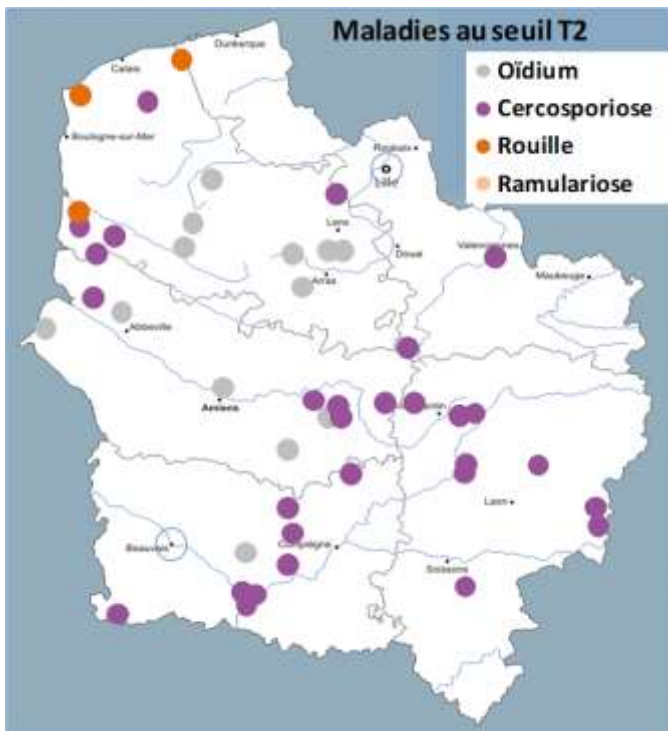 Maladies au seuil T2
Oïdium
Cercosporiose
Rouille
Ramulariose
Dunkerque
Calais
Boulogne-sur-Mer
Roubaix
Lille
Lens
Douai
Valenciennes
Maubeuge
Arras
Abbeville
Amiens
Laon
Beauvais
Compiègne
Soissons